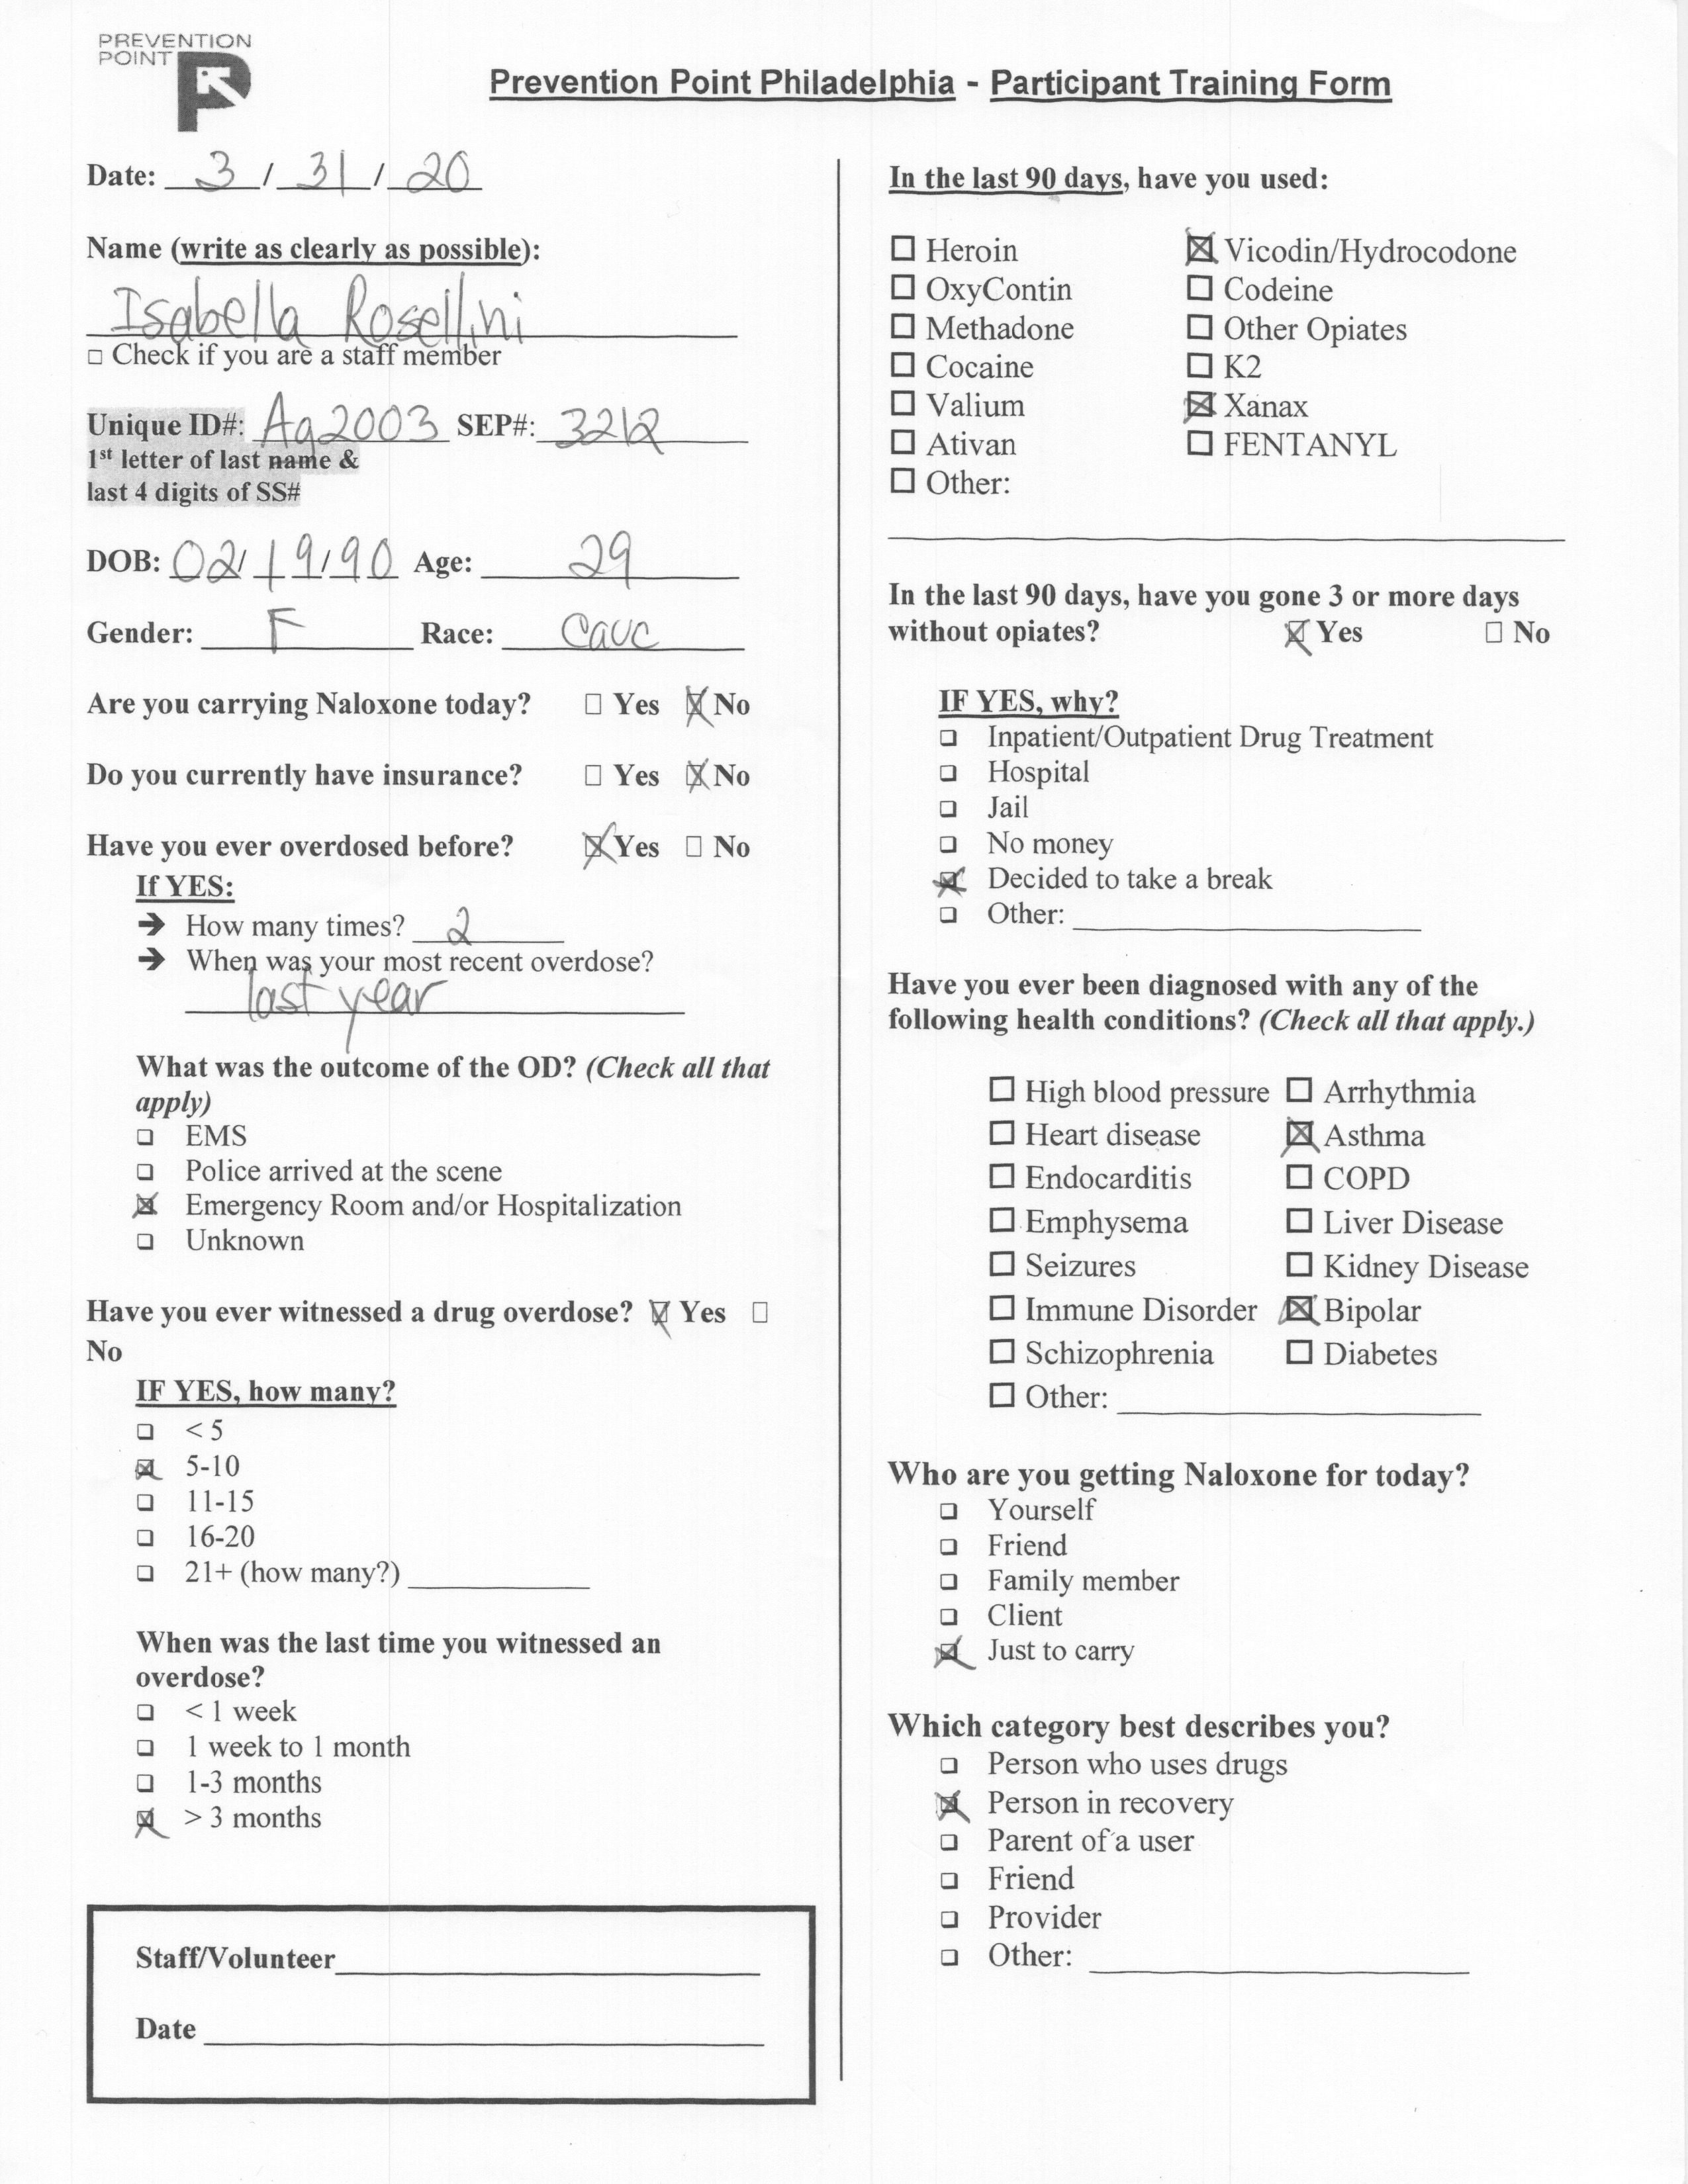 PREVENTION
POINT
Prevention Point Philadelphia - Participant Training Form
Date: 3 / 31 / 20
Name (write as clearly as possible):
Isabella Rosellini
□ Check if you are a staff member
Unique ID#: Ag2003 SEP#: 3212
1st letter of last name &
last 4 digits of SS#
DOB: 02/19/90 Age: 29
Gender: F Race: Cauc
Are you carrying Naloxone today? □ Yes ☒ No
Do you currently have insurance? □ Yes ☒ No
Have you ever overdosed before? ☒ Yes □ No
If YES:
➔ How many times? 2
➔ When was your most recent overdose?
last year
What was the outcome of the OD? (Check all that
apply)
❑ EMS
❑ Police arrived at the scene
☒ Emergency Room and/or Hospitalization
❑ Unknown
Have you ever witnessed a drug overdose? ☒ Yes □
No
IF YES, how many?
❑ < 5
☒ 5-10
❑ 11-15
❑ 16-20
❑ 21+ (how many?)
When was the last time you witnessed an
overdose?
❑ < 1 week
❑ 1 week to 1 month
❑ 1-3 months
☒ > 3 months
Staff/Volunteer
Date
In the last 90 days, have you used:
□ Heroin ☒ Vicodin/Hydrocodone
□ OxyContin □ Codeine
□ Methadone □ Other Opiates
□ Cocaine □ K2
□ Valium ☒ Xanax
□ Ativan □ FENTANYL
□ Other:
In the last 90 days, have you gone 3 or more days
without opiates? ☒ Yes □ No
IF YES, why?
❑ Inpatient/Outpatient Drug Treatment
❑ Hospital
❑ Jail
❑ No money
☒ Decided to take a break
❑ Other:
Have you ever been diagnosed with any of the
following health conditions? (Check all that apply.)
□ High blood pressure □ Arrhythmia
□ Heart disease ☒ Asthma
□ Endocarditis □ COPD
□ Emphysema □ Liver Disease
□ Seizures □ Kidney Disease
□ Immune Disorder ☒ Bipolar
□ Schizophrenia □ Diabetes
□ Other:
Who are you getting Naloxone for today?
❑ Yourself
❑ Friend
❑ Family member
❑ Client
☒ Just to carry
Which category best describes you?
❑ Person who uses drugs
☒ Person in recovery
❑ Parent of a user
❑ Friend
❑ Provider
❑ Other: